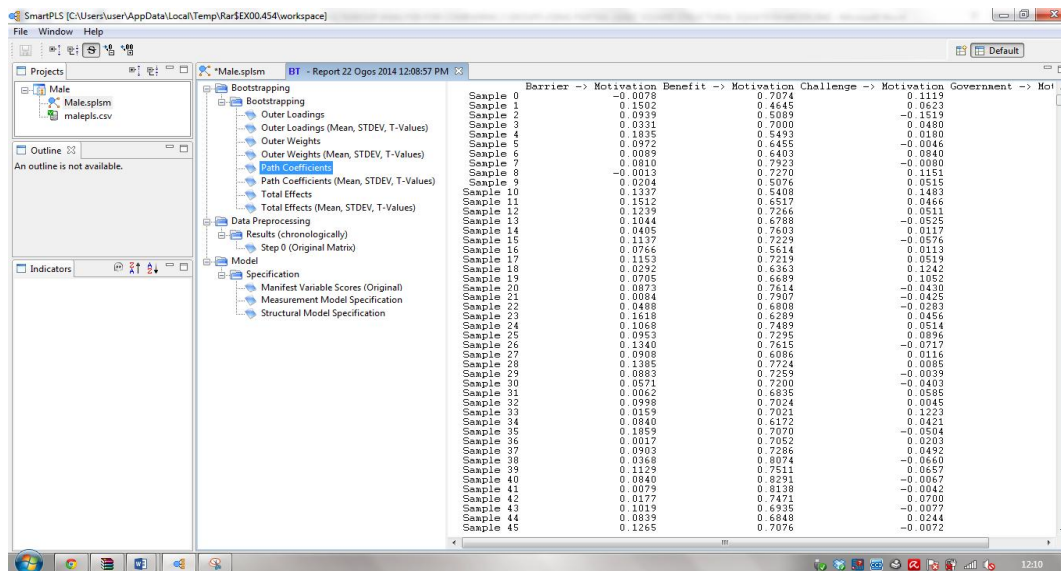 SmartPLS [C:\Users\user\AppData\Local\Temp\Rar$EX00.454\workspace]
File Window Help
Default
Projects
Male
Male.splsm
malepls.csv
Outline
An outline is not available.
Indicators
*Male.splsm
BT - Report 22 Ogos 2014 12:08:57 PM
Bootstrapping
Bootstrapping
Outer Loadings
Outer Loadings (Mean, STDEV, T-Values)
Outer Weights
Outer Weights (Mean, STDEV, T-Values)
Path Coefficients
Path Coefficients (Mean, STDEV, T-Values)
Total Effects
Total Effects (Mean, STDEV, T-Values)
Data Preprocessing
Results (chronologically)
Step 0 (Original Matrix)
Model
Specification
Manifest Variable Scores (Original)
Measurement Model Specification
Structural Model Specification
Barrier -> Motivation Benefit -> Motivation Challenge -> Motivation Government -> Mot
Sample 0 -0.0078 0.7074 0.1119
Sample 1 0.1502 0.4645 0.0623
Sample 2 0.0939 0.5089 -0.1519
Sample 3 0.0331 0.7000 0.0480
Sample 4 0.1835 0.5493 0.0180
Sample 5 0.0972 0.6455 -0.0046
Sample 6 0.0089 0.6403 0.0840
Sample 7 0.0810 0.7923 -0.0080
Sample 8 -0.0013 0.7270 0.1151
Sample 9 0.0204 0.5076 0.0515
Sample 10 0.1337 0.5408 0.1483
Sample 11 0.1512 0.6517 0.0466
Sample 12 0.1239 0.7266 0.0511
Sample 13 0.1044 0.6788 -0.0525
Sample 14 0.0405 0.7603 0.0117
Sample 15 0.1137 0.7229 -0.0576
Sample 16 0.0766 0.5614 0.0113
Sample 17 0.1153 0.7219 0.0519
Sample 18 0.0292 0.6363 0.1242
Sample 19 0.0705 0.6689 0.1052
Sample 20 0.0873 0.7614 -0.0430
Sample 21 0.0084 0.7907 -0.0425
Sample 22 0.0488 0.6808 -0.0283
Sample 23 0.1618 0.6289 0.0456
Sample 24 0.1068 0.7489 0.0514
Sample 25 0.0953 0.7295 0.0896
Sample 26 0.1340 0.7615 -0.0717
Sample 27 0.0908 0.6086 0.0116
Sample 28 0.1385 0.7724 0.0085
Sample 29 0.0883 0.7259 -0.0039
Sample 30 0.0571 0.7200 -0.0403
Sample 31 0.0062 0.6835 0.0585
Sample 32 0.0998 0.7024 0.0045
Sample 33 0.0159 0.7021 0.1223
Sample 34 0.0840 0.6172 0.0421
Sample 35 0.1859 0.7070 -0.0504
Sample 36 0.0017 0.7052 0.0203
Sample 37 0.0903 0.7286 0.0492
Sample 38 0.0368 0.8074 -0.0660
Sample 39 0.1129 0.7511 0.0657
Sample 40 0.0840 0.8291 -0.0067
Sample 41 0.0079 0.8138 -0.0042
Sample 42 0.0177 0.7471 0.0700
Sample 43 0.1019 0.6935 -0.0077
Sample 44 0.0839 0.6848 0.0244
Sample 45 0.1265 0.7076 -0.0072
12:10